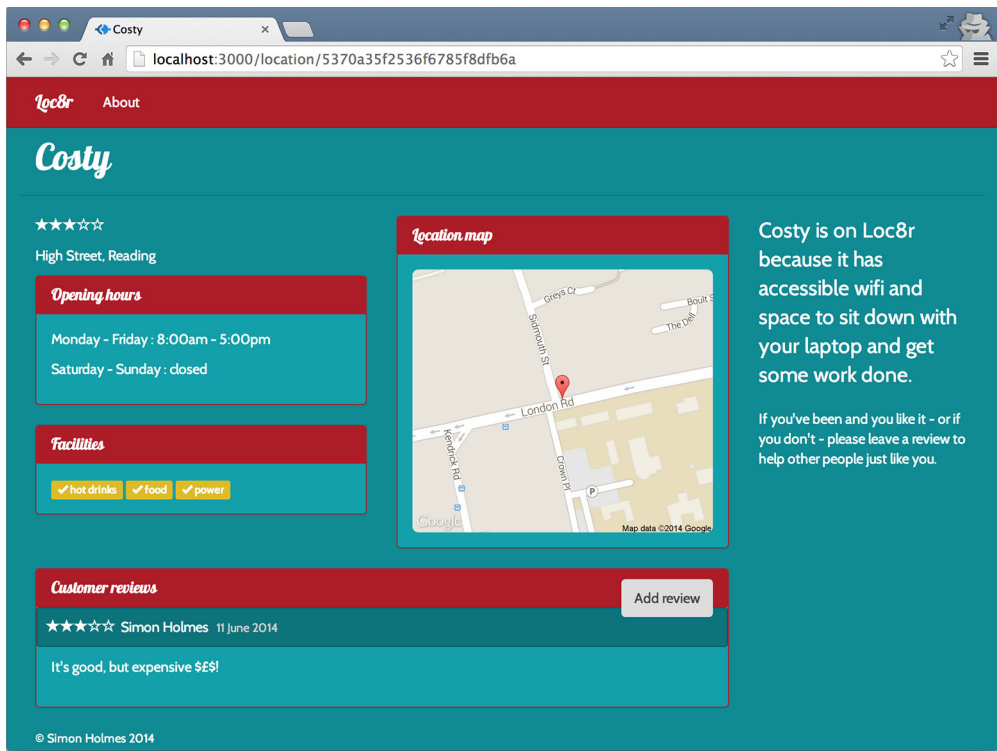 Costy
localhost:3000/location/5370a35f2536f6785f8dfb6a
Loc8r
About
Costy
★★★☆☆
High Street, Reading
Opening hours
Monday - Friday : 8:00am - 5:00pm
Saturday - Sunday : closed
Facilities
hot drinks
food
power
Location map
Greys Ct
Boult S
The Dell
Sidmouth St
London Rd
Kendrick Rd
Crown Pl
P
Google
Map data ©2014 Google
Costy is on Loc8r
because it has
accessible wifi and
space to sit down with
your laptop and get
some work done.
If you've been and you like it - or if
you don't - please leave a review to
help other people just like you.
Customer reviews
Add review
★★★☆☆ Simon Holmes 11 June 2014
It's good, but expensive $£$!
© Simon Holmes 2014